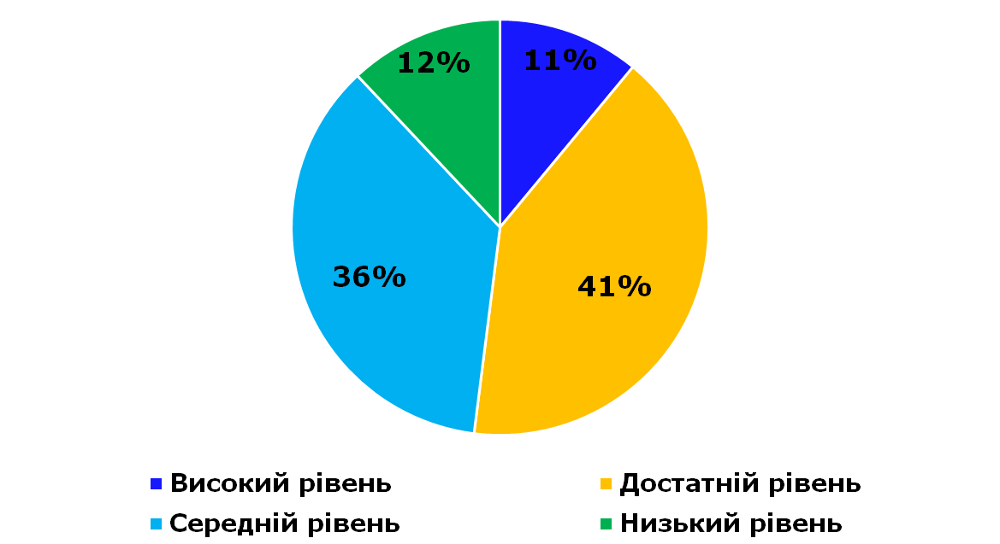 12%
11%
36%
41%
Високий рівень
Достатній рівень
Середній рівень
Низький рівень